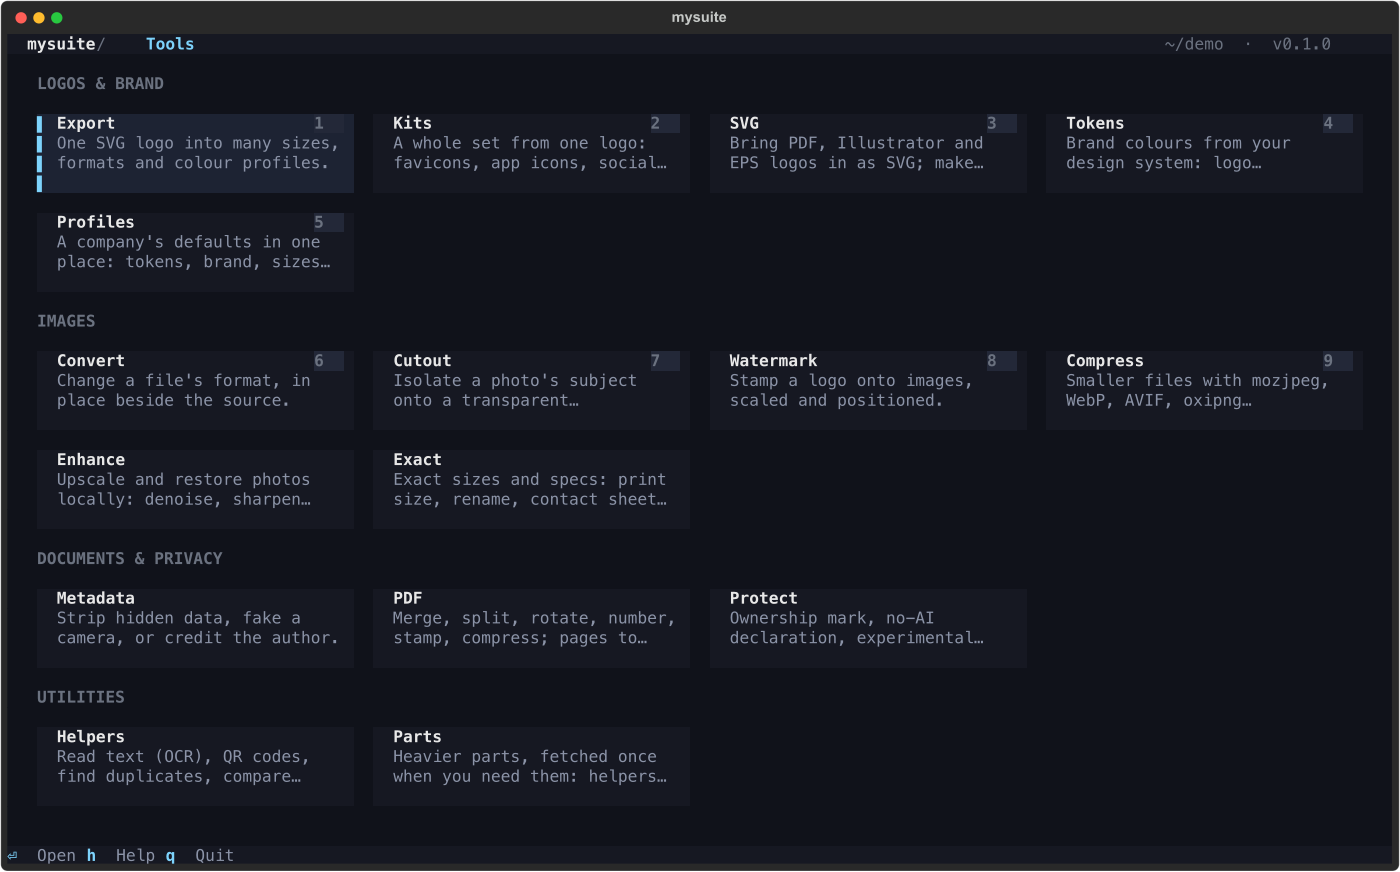 mysuite
mysuite/ Tools ~/demo · v0.1.0
LOGOS & BRAND
Export 1
One SVG logo into many sizes,
formats and colour profiles.
Kits 2
A whole set from one logo:
favicons, app icons, social…
SVG 3
Bring PDF, Illustrator and
EPS logos in as SVG; make…
Tokens 4
Brand colours from your
design system: logo…
Profiles 5
A company's defaults in one
place: tokens, brand, sizes…
IMAGES
Convert 6
Change a file's format, in
place beside the source.
Cutout 7
Isolate a photo's subject
onto a transparent…
Watermark 8
Stamp a logo onto images,
scaled and positioned.
Compress 9
Smaller files with mozjpeg,
WebP, AVIF, oxipng…
Enhance
Upscale and restore photos
locally: denoise, sharpen…
Exact
Exact sizes and specs: print
size, rename, contact sheet…
DOCUMENTS & PRIVACY
Metadata
Strip hidden data, fake a
camera, or credit the author.
PDF
Merge, split, rotate, number,
stamp, compress; pages to…
Protect
Ownership mark, no-AI
declaration, experimental…
UTILITIES
Helpers
Read text (OCR), QR codes,
find duplicates, compare…
Parts
Heavier parts, fetched once
when you need them: helpers…
⏎ Open h Help q Quit